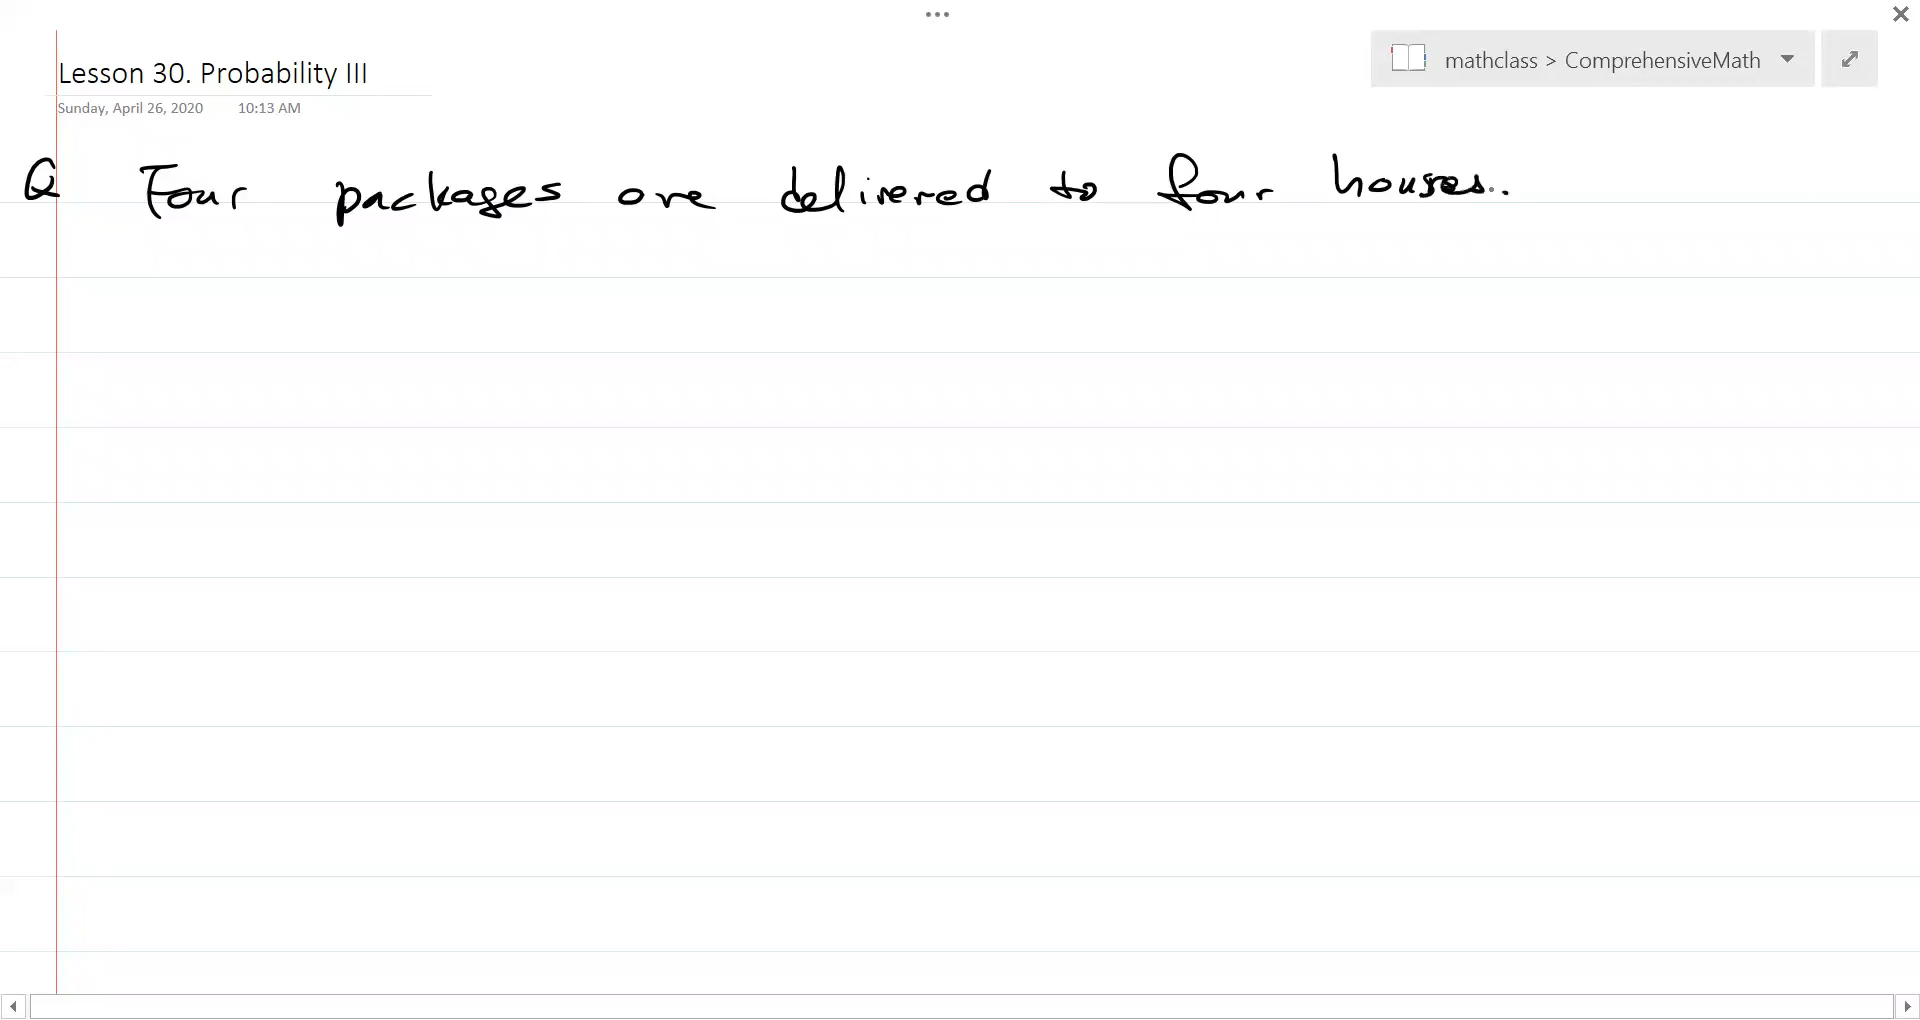 Lesson 30. Probability III
Sunday, April 26, 2020 10:13 AM
mathclass > ComprehensiveMath
Q Four packages are delivered to four houses.